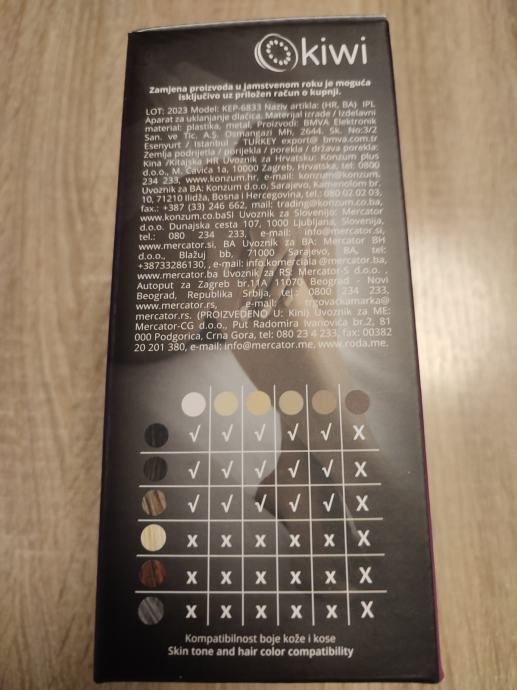 kiwi
Zamjena proizvoda u jamstvenom roku je moguća
isključivo uz priložen račun o kupnji.
LOT: 2023 Model: KEP-6833 Naziv artikla: (HR, BA) IPL
Aparat za uklanjanje dlačica. Materijal izrade / Izdelavni
material: plastika, metal, Proizvodi: BMVA Elektronik
San. ve Tic. A.Ş. Osmangazi Mh, 2644. Sk. No:3/2
Esenyurt / Istanbul - TURKEY export@ bmva.com.tr
Zemlja podrijetla / porijekla / porekla / država porekla:
Kina /Kitajska HR Uvoznik za Hrvatsku: Konzum plus
d.o.o., M. Čavića 1a, 10000 Zagreb, Hrvatska, tel: 0800
234 233, www.konzum.hr, e-mail: konzum@konzum.
Uvoznik za BA: Konzum d.o.o, Sarajevo, Kamenolom br.
10, 71210 Ilidža, Bosna i Hercegovina, tel.: 080 02 02 03,
fax.: +387 (33) 246 662, mail: trading@konzum.co.ba,
www.konzum.co.baSI Uvoznik za Slovenijo: Mercator
d.o.o. Dunajska cesta 107, 1000 Ljubljana, Slovenija,
tel.: 080 234 233, e-mail: info@mercator.si,
www.mercator.si, BA Uvoznik za BA: Mercator BH
d.o.o., Blažuj bb, 71000 Sarajevo, BA, tel:
+38733286130, , e-mail: info.komerciala @mercator.ba,
www.mercator.ba Uvoznik za RS: Mercator-S d.o.o. ,
Autoput za Zagreb br.11A 11070 Beograd - Novi
Beograd, Republika Srbija, tel.: 0800 234 233,
www.mercator.rs, e-mail: trgovackamarka@
mercator.rs. (PROIZVEDENO U: Kini) Uvoznik za ME:
Mercator-CG d.o.o., Put Radomira Ivanovića br.2, 81
000 Podgorica, Crna Gora, tel: 080 23 4 233, fax: 00382
20 201 380, e-mail: info@mercator.me, www.roda.me.
√ √ √ √ √ X
√ √ √ √ √ X
√ √ √ √ √ X
X X X X X X
X X X X X X
X X X X X X
Kompatibilnost boje kože i kose
Skin tone and hair color compatibility